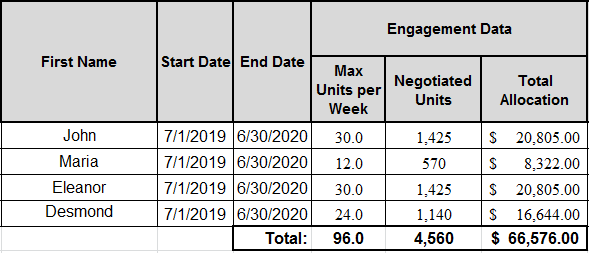 Engagement Data
First Name Start Date End Date
Max Units per Week
Negotiated Units
Total Allocation
John 7/1/2019 6/30/2020 30.0 1,425 $ 20,805.00
Maria 7/1/2019 6/30/2020 12.0 570 $ 8,322.00
Eleanor 7/1/2019 6/30/2020 30.0 1,425 $ 20,805.00
Desmond 7/1/2019 6/30/2020 24.0 1,140 $ 16,644.00
Total: 96.0 4,560 $ 66,576.00